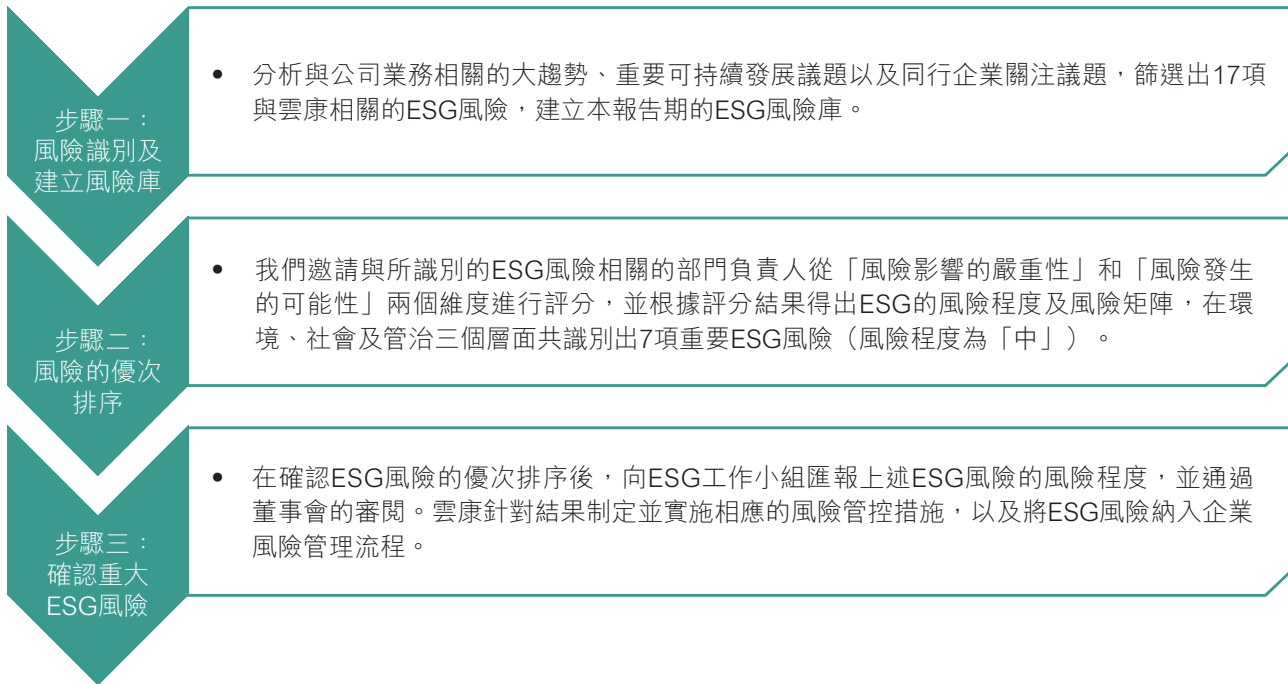 步驟一：
風險識別及
建立風險庫
• 分析與公司業務相關的大趨勢、重要可持續發展議題以及同行企業關注議題，篩選出17項
與雲康相關的ESG風險，建立本報告期的ESG風險庫。
步驟二：
風險的優次
排序
• 我們邀請與所識別的ESG風險相關的部門負責人從「風險影響的嚴重性」和「風險發生
的可能性」兩個維度進行評分，並根據評分結果得出ESG的風險程度及風險矩陣，在環
境、社會及管治三個層面共識別出7項重要ESG風險（風險程度為「中」）。
步驟三：
確認重大
ESG風險
• 在確認ESG風險的優次排序後，向ESG工作小組匯報上述ESG風險的風險程度，並通過
董事會的審閱。雲康針對結果制定並實施相應的風險管控措施，以及將ESG風險納入企業
風險管理流程。